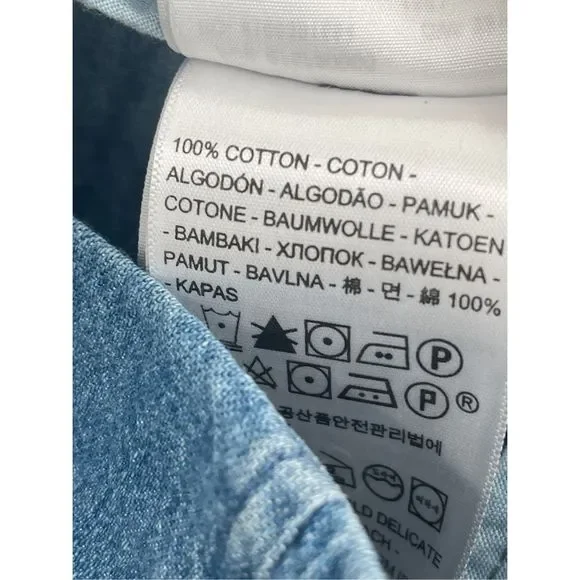 100% COTTON - COTON -
ALGODÓN - ALGODÃO - PAMUK -
COTONE - BAUMWOLLE - KATOEN
- BAMBAKI - ХЛОПОК - BAWEŁNA -
PAMUT - BAVLNA - 棉 - 면 - 綿 100%
- KAPAS
P
P ®
공산품안전관리법에
DELICATE